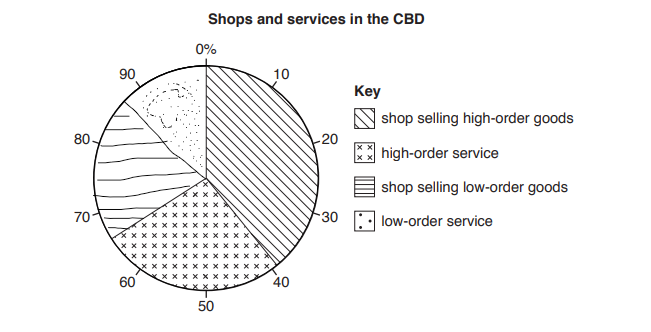 Shops and services in the CBD
0%
10
20
30
40
50
60
70
80
90
Key
shop selling high-order goods
high-order service
shop selling low-order goods
low-order service